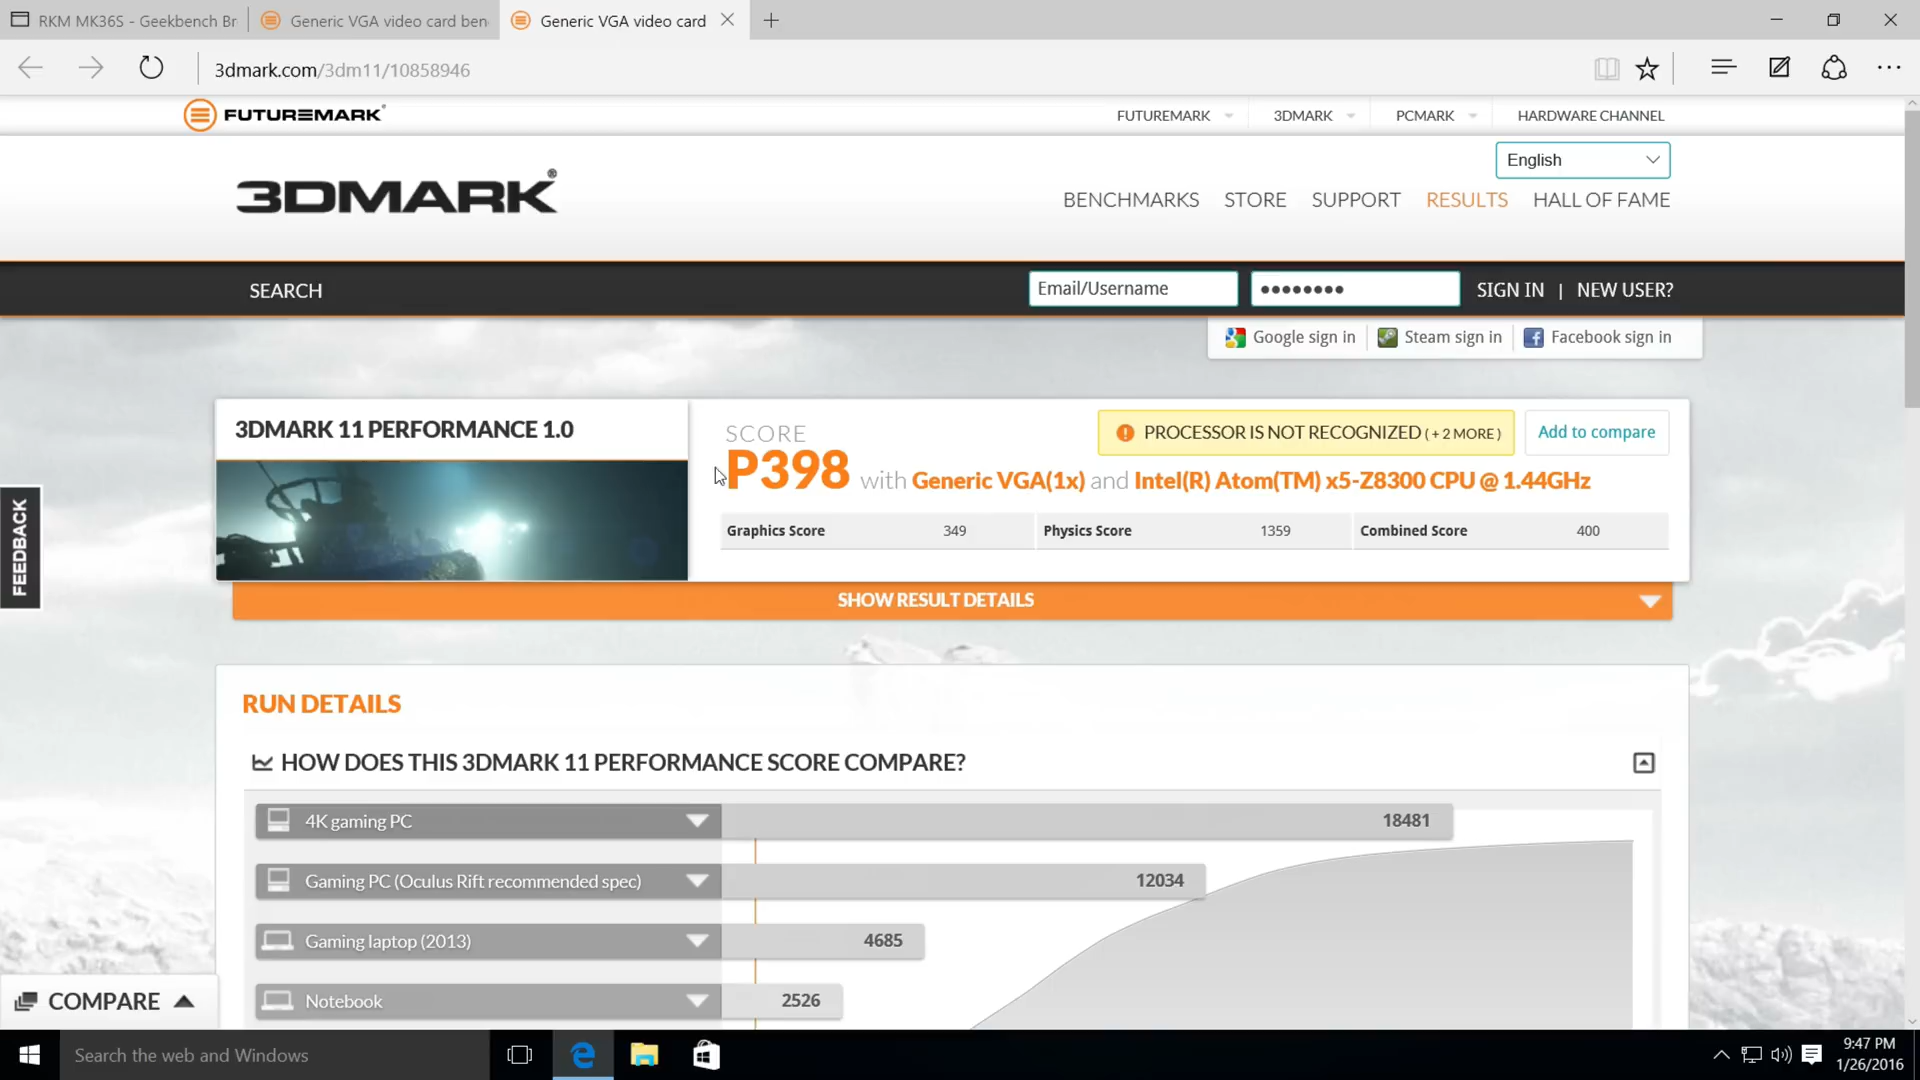 RKM MK36S - Geekbench Br
Generic VGA video card ben
Generic VGA video card
3dmark.com/3dm11/10858946
FUTUREMARK®
FUTUREMARK
3DMARK
PCMARK
HARDWARE CHANNEL
English
3DMARK®
BENCHMARKS
STORE
SUPPORT
RESULTS
HALL OF FAME
SEARCH
Email/Username
••••••••
SIGN IN | NEW USER?
Google sign in
Steam sign in
Facebook sign in
3DMARK 11 PERFORMANCE 1.0
SCORE
PROCESSOR IS NOT RECOGNIZED ( + 2 MORE )
Add to compare
P398 with Generic VGA(1x) and Intel(R) Atom(TM) x5-Z8300 CPU @ 1.44GHz
Graphics Score 349
Physics Score 1359
Combined Score 400
FEEDBACK
SHOW RESULT DETAILS
RUN DETAILS
HOW DOES THIS 3DMARK 11 PERFORMANCE SCORE COMPARE?
4K gaming PC 18481
Gaming PC (Oculus Rift recommended spec) 12034
Gaming laptop (2013) 4685
Notebook 2526
COMPARE
Search the web and Windows
9:47 PM
1/26/2016